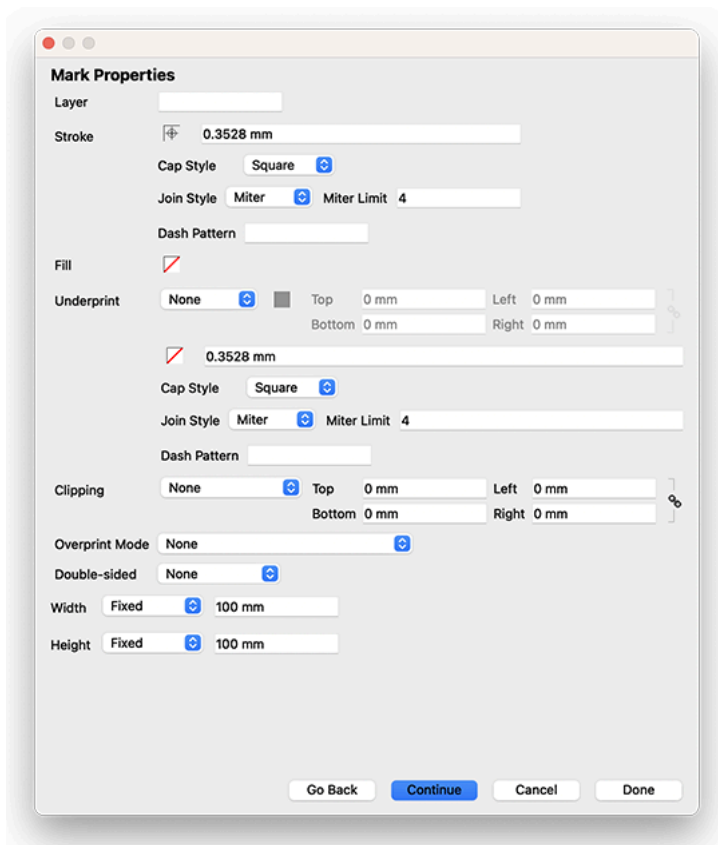 Mark Properties
Layer
Stroke 0.3528 mm
Cap Style Square
Join Style Miter Miter Limit 4
Dash Pattern
Fill
Underprint None Top 0 mm Left 0 mm
Bottom 0 mm Right 0 mm
0.3528 mm
Cap Style Square
Join Style Miter Miter Limit 4
Dash Pattern
Clipping None Top 0 mm Left 0 mm
Bottom 0 mm Right 0 mm
Overprint Mode None
Double-sided None
Width Fixed 100 mm
Height Fixed 100 mm
Go Back Continue Cancel Done